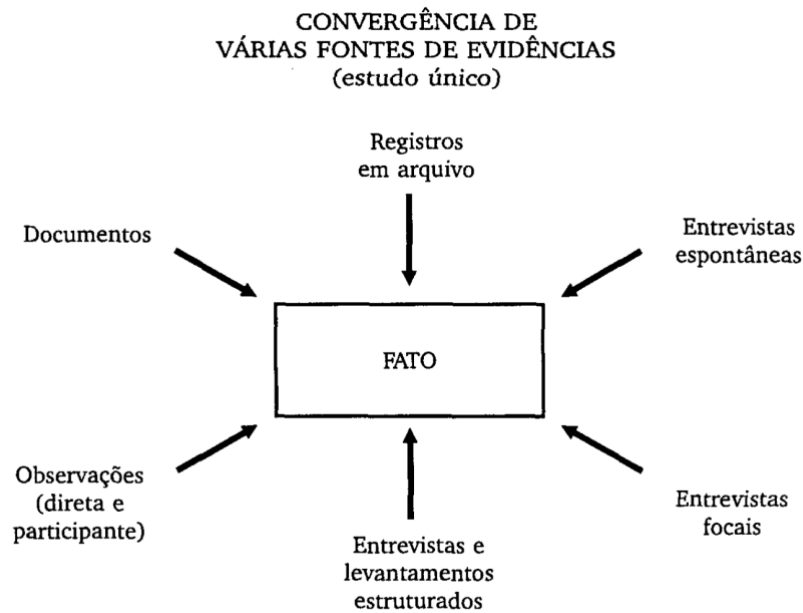 CONVERGÊNCIA DE
VÁRIAS FONTES DE EVIDÊNCIAS
(estudo único)
Registros
em arquivo
Documentos
Entrevistas
espontâneas
FATO
Observações
(direta e
participante)
Entrevistas e
levantamentos
estruturados
Entrevistas
focais